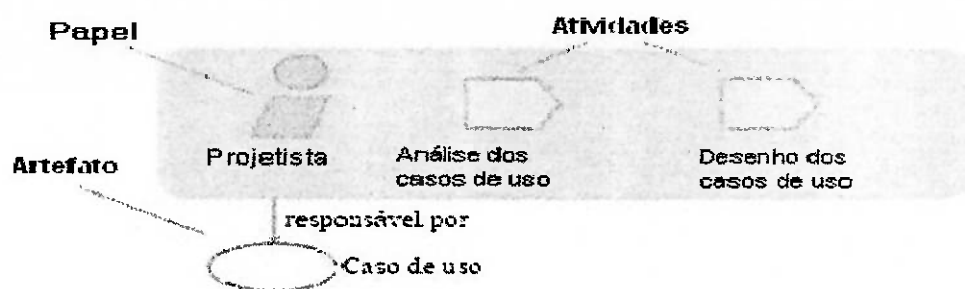 Papel
Atividades
Artefato
Projetista
Análise dos
casos de uso
Desenho dos
casos de uso
responsável por
Caso de uso